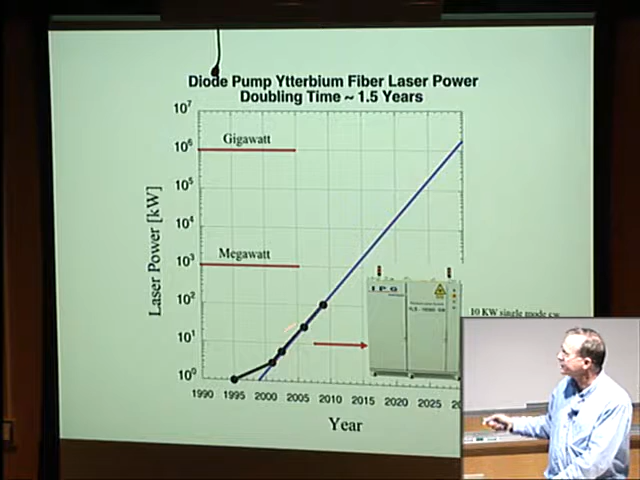 Diode Pump Ytterbium Fiber Laser Power
Doubling Time ~ 1.5 Years
10⁷
Gigawatt
10⁶
10⁵
10⁴
Megawatt
10³
10²
10¹
10⁰
Laser Power [kW]
IPG
10 KW single mode cw
1990 1995 2000 2005 2010 2015 2020 2025
Year